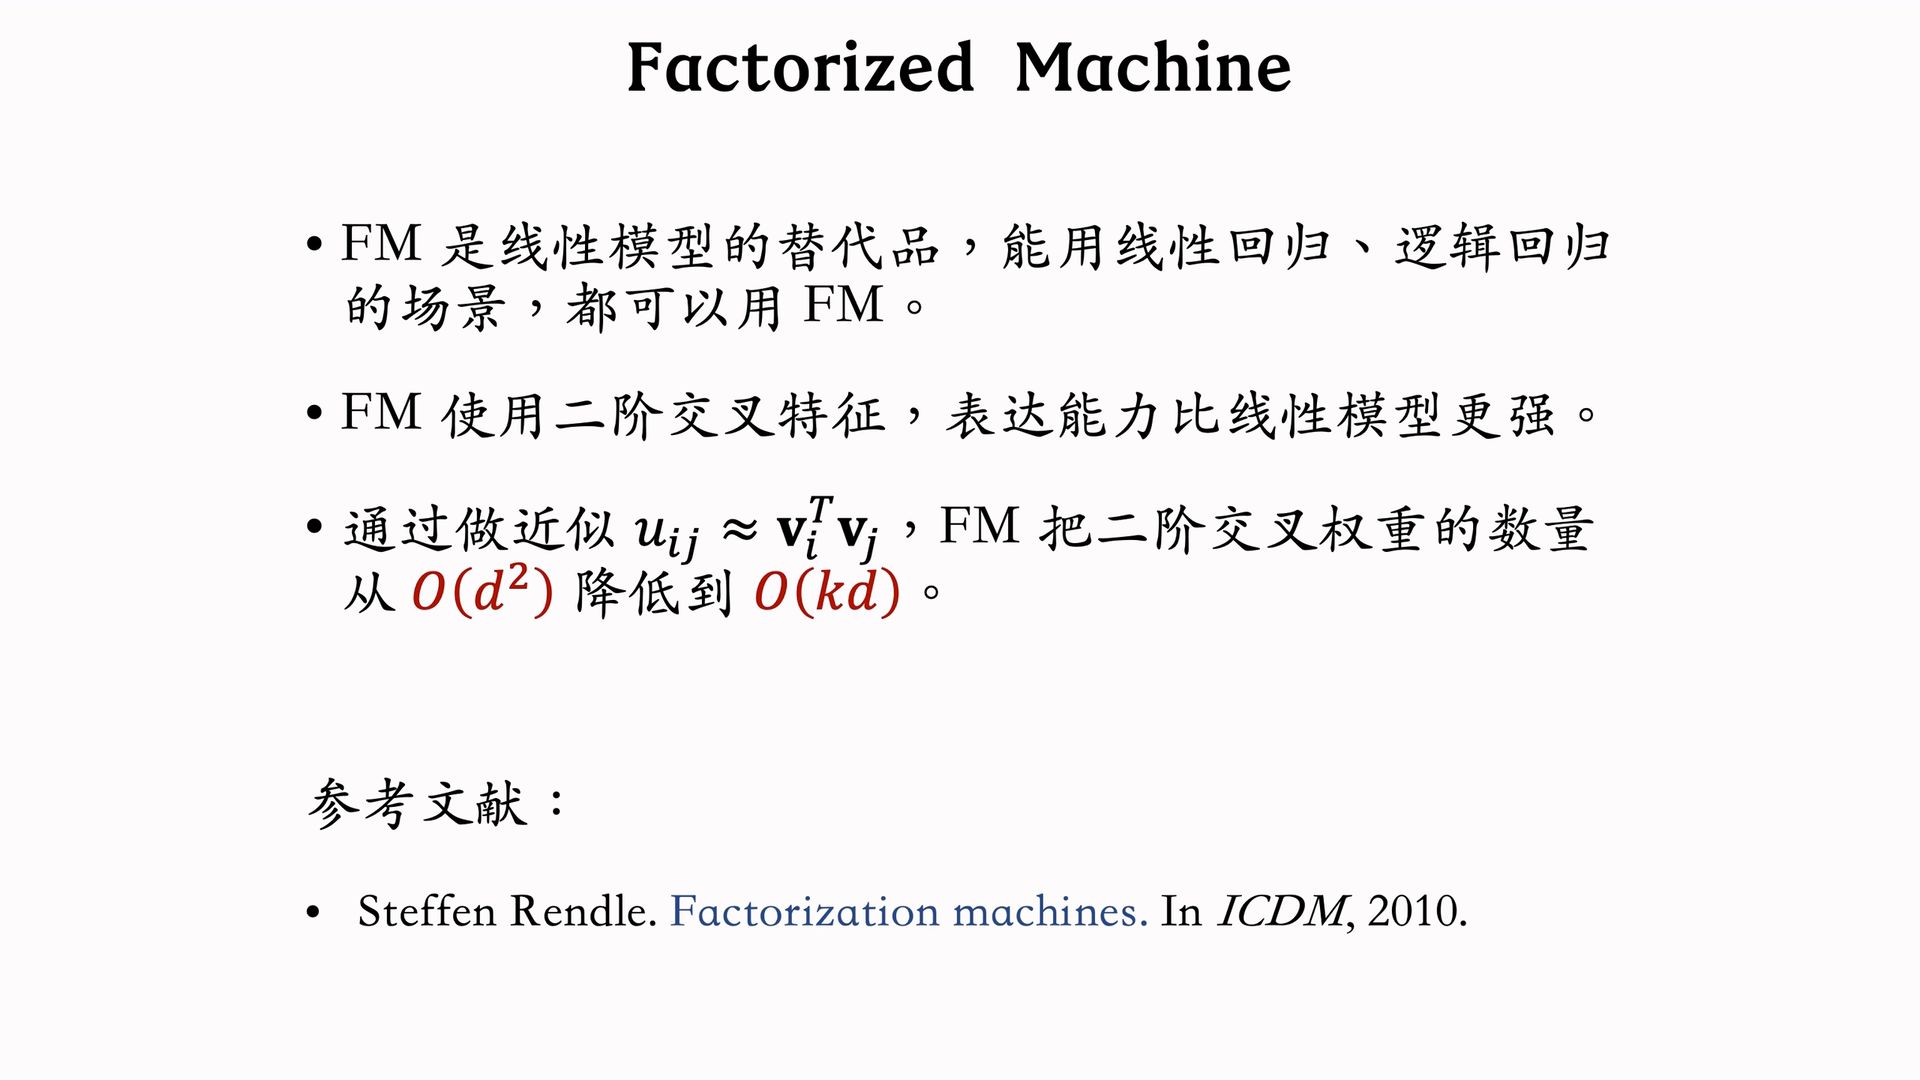 Factorized Machine
• FM 是线性模型的替代品，能用线性回归、逻辑回归
的场景，都可以用 FM。
• FM 使用二阶交叉特征，表达能力比线性模型更强。
• 通过做近似 $u_{ij} \approx \mathbf{v}_i^T \mathbf{v}_j$，FM 把二阶交叉权重的数量
从 $O(d^2)$ 降低到 $O(kd)$。
参考文献：
• Steffen Rendle. Factorization machines. In ICDM, 2010.